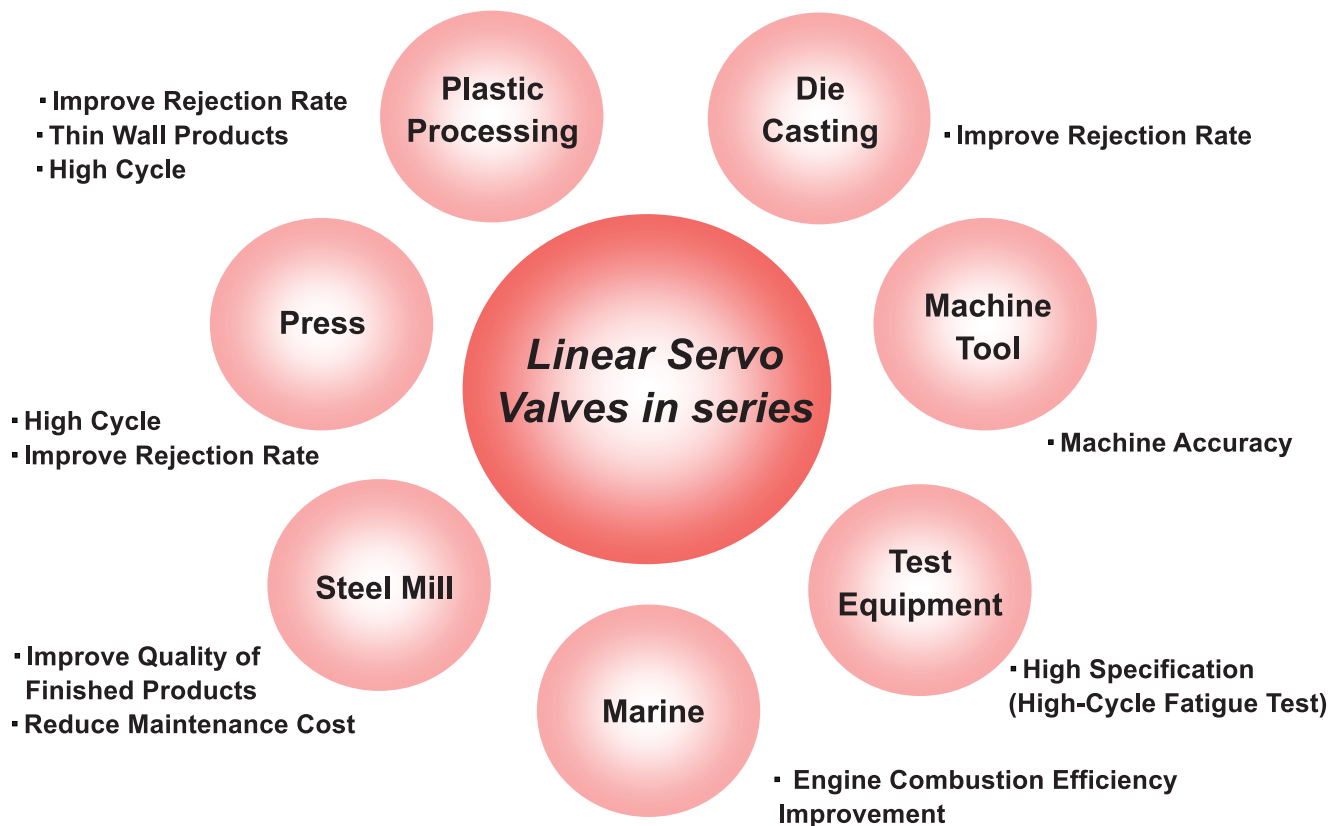 Plastic
Processing
· Improve Rejection Rate
· Thin Wall Products
· High Cycle
Die
Casting
· Improve Rejection Rate
Press
· High Cycle
· Improve Rejection Rate
Linear Servo
Valves in series
Machine
Tool
· Machine Accuracy
Steel Mill
· Improve Quality of
Finished Products
· Reduce Maintenance Cost
Test
Equipment
· High Specification
(High-Cycle Fatigue Test)
Marine
· Engine Combustion Efficiency
Improvement